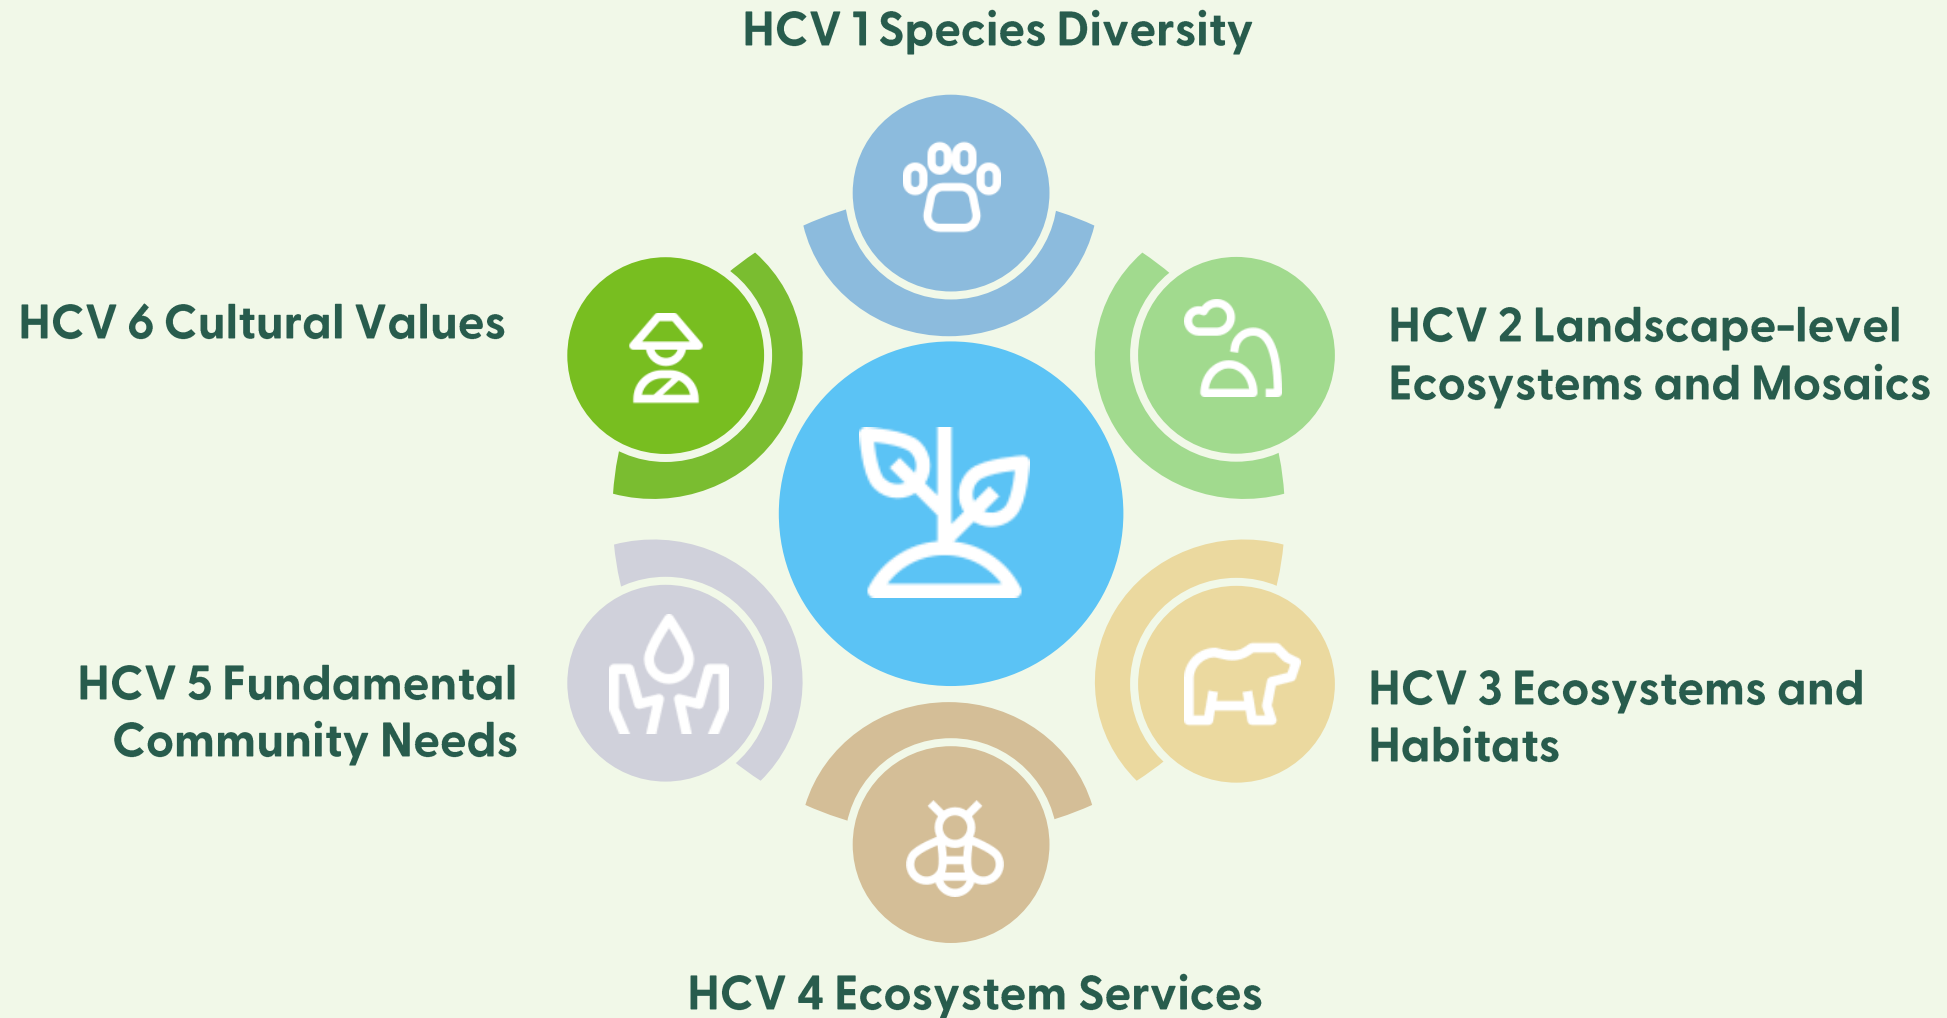 HCV 1 Species Diversity
HCV 6 Cultural Values
HCV 2 Landscape-level
Ecosystems and Mosaics
HCV 5 Fundamental
Community Needs
HCV 3 Ecosystems and
Habitats
HCV 4 Ecosystem Services